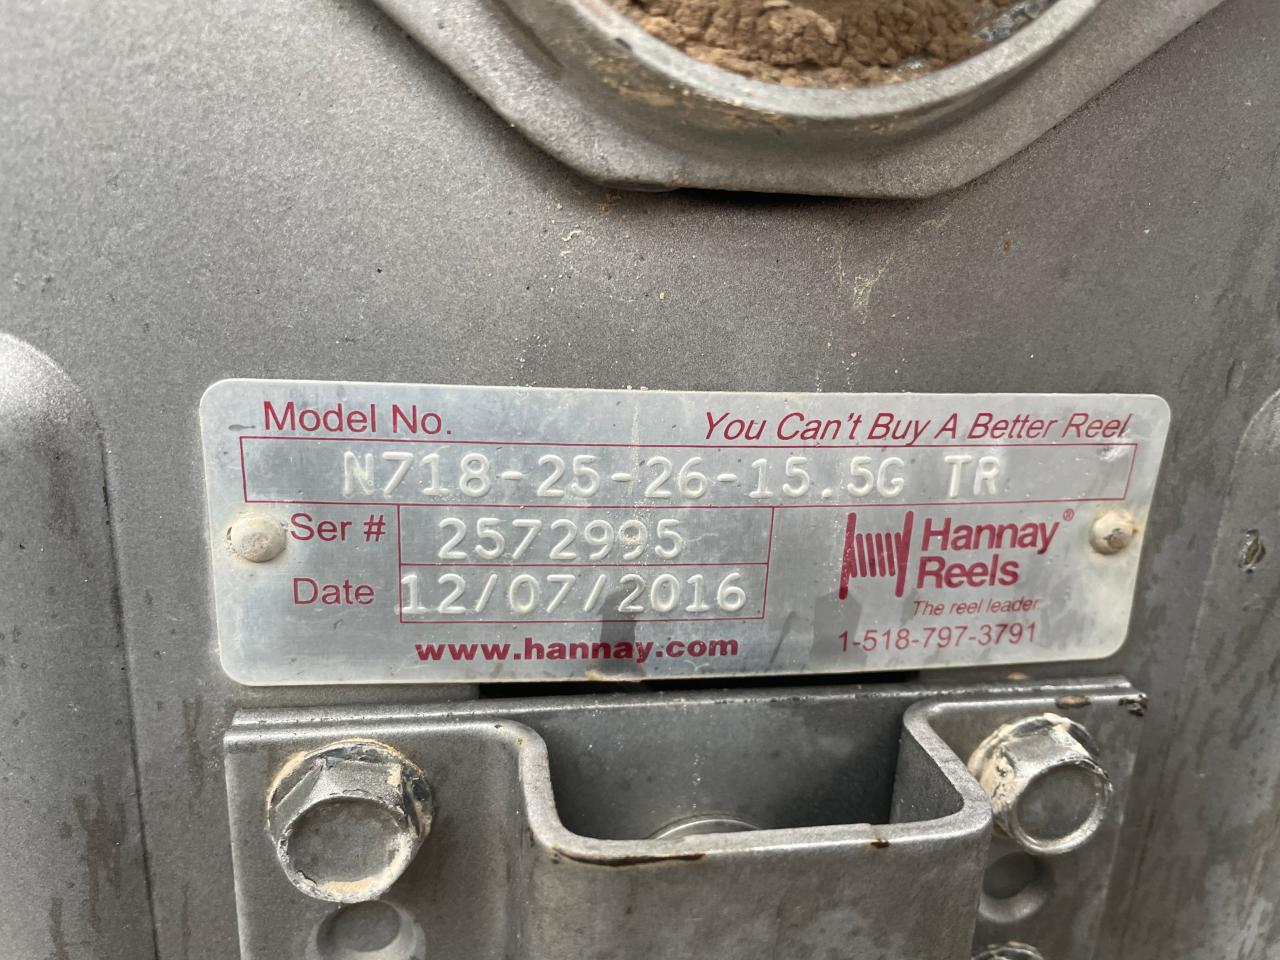 Model No. You Can't Buy A Better Reel
N718-25-26-15.5G TR
Ser # 2572995
Date 12/07/2016
Hannay®
Reels
The reel leader.
www.hannay.com
1-518-797-3791